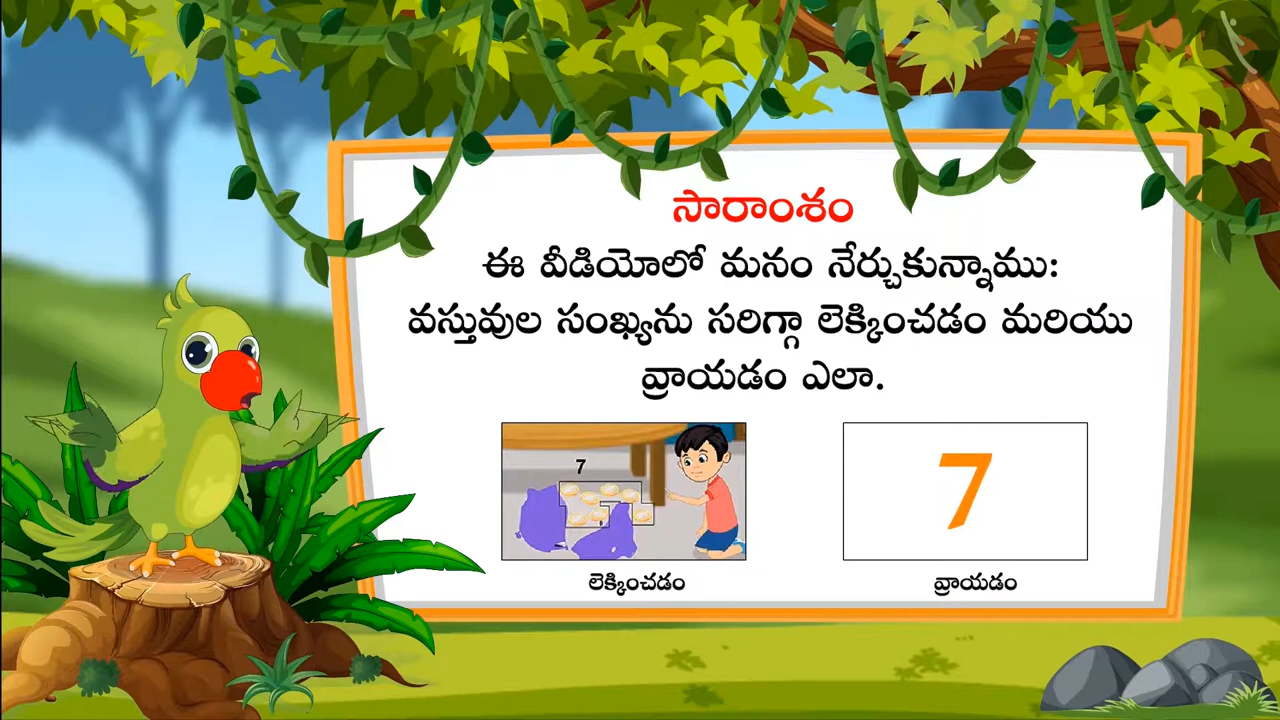 సారాంశం
ఈ వీడియోలో మనం నేర్చుకున్నాము:
వస్తువుల సంఖ్యను సరిగ్గా లెక్కించడం మరియు
వ్రాయడం ఎలా.
7
7
లెక్కించడం
వ్రాయడం